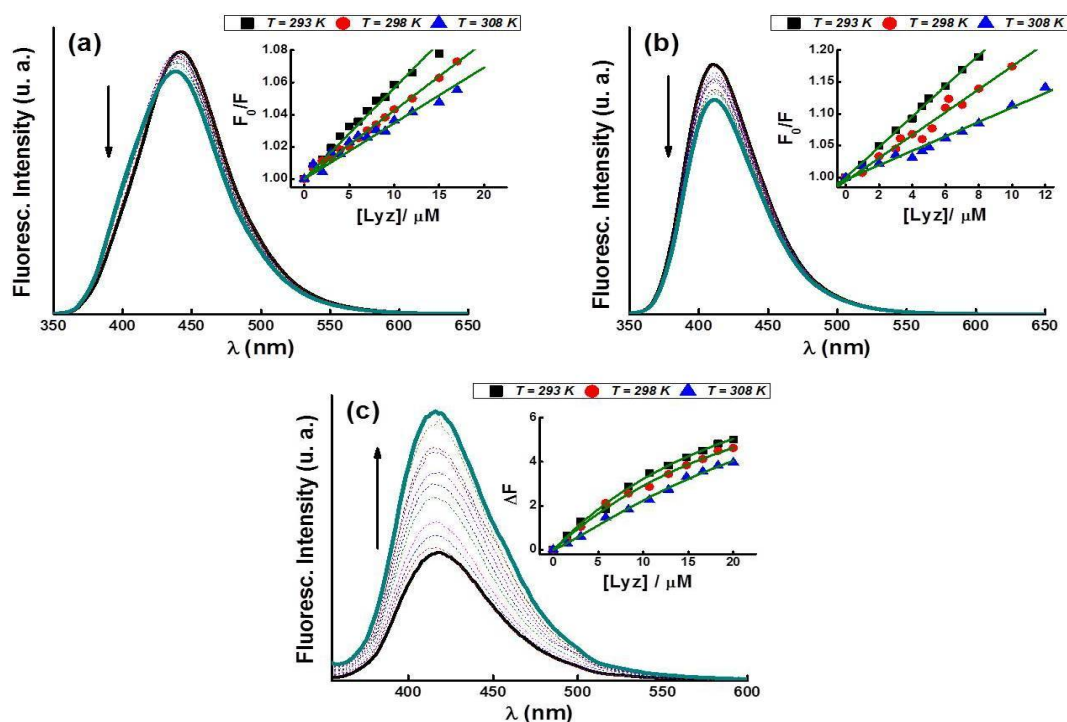 T = 293 K T = 298 K T = 308 K
(a)
Fluoresc. Intensity (u. a.)
F0/F
1.08
1.06
1.04
1.02
1.00
0 5 10 15 20
[Lyz]/ μM
350 400 450 500 550 600 650
λ (nm)
T = 293 K T = 298 K T = 308 K
(b)
Fluoresc. Intensity (u. a.)
F0/F
1.20
1.15
1.10
1.05
1.00
0 2 4 6 8 10 12
[Lyz]/ μM
350 400 450 500 550 600 650
λ (nm)
T = 293 K T = 298 K T = 308 K
(c)
Fluoresc. Intensity (u. a.)
ΔF
6
4
2
0
0 5 10 15 20
[Lyz] / μM
400 450 500 550 600
λ (nm)